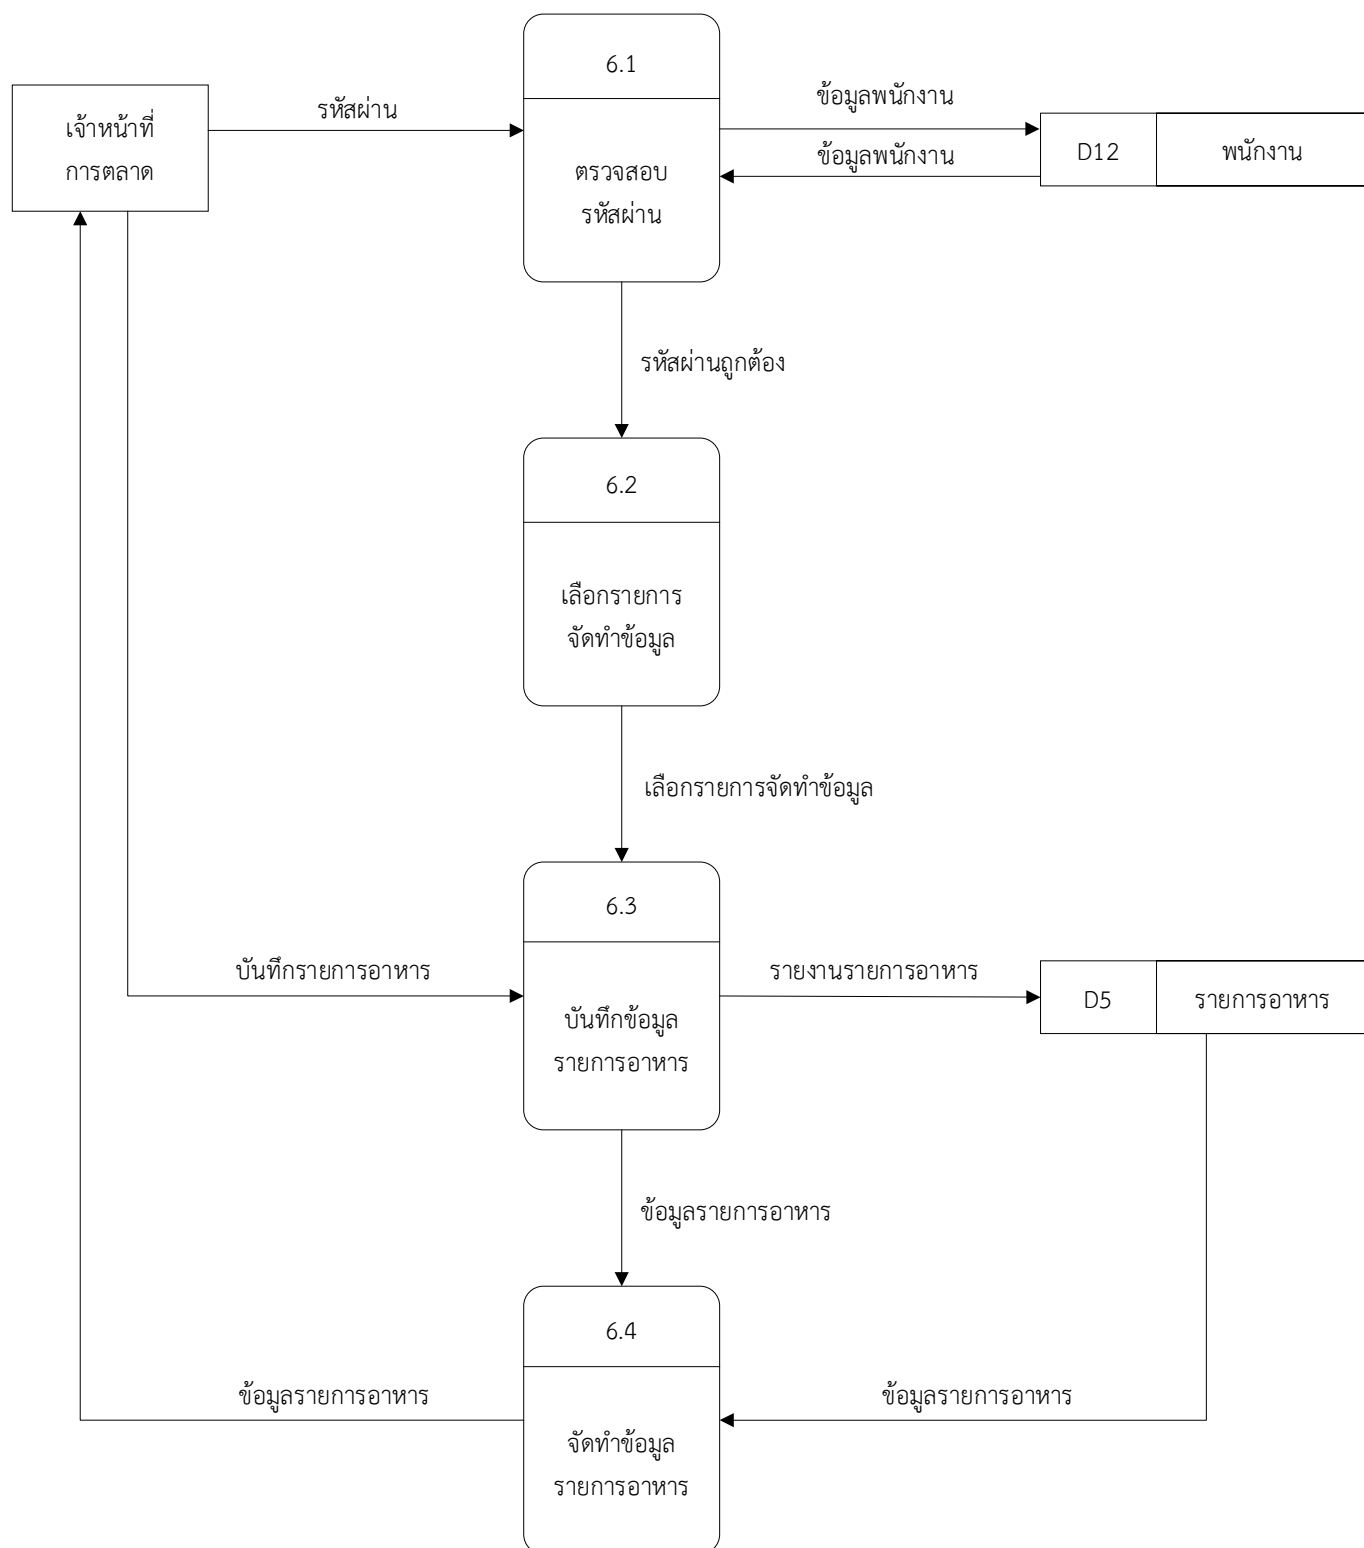 6.1
เจ้าหน้าที่
การตลาด
รหัสผ่าน
ตรวจสอบ
รหัสผ่าน
ข้อมูลพนักงาน
ข้อมูลพนักงาน
D12
พนักงาน
รหัสผ่านถูกต้อง
6.2
เลือกรายการ
จัดทำข้อมูล
เลือกรายการจัดทำข้อมูล
6.3
บันทึกรายการอาหาร
บันทึกข้อมูล
รายการอาหาร
รายงานรายการอาหาร
D5
รายการอาหาร
ข้อมูลรายการอาหาร
6.4
ข้อมูลรายการอาหาร
ข้อมูลรายการอาหาร
จัดทำข้อมูล
รายการอาหาร